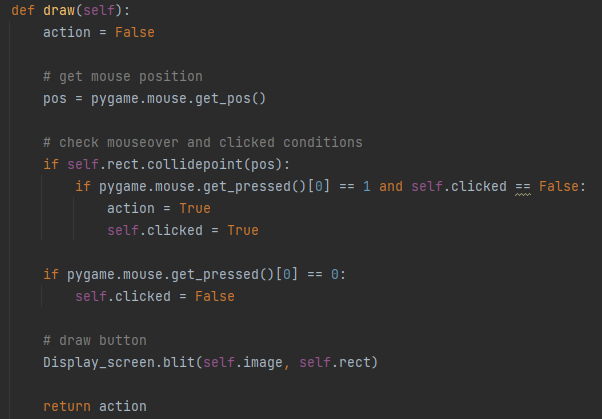 def draw(self):
    action = False

    # get mouse position
    pos = pygame.mouse.get_pos()

    # check mouseover and clicked conditions
    if self.rect.collidepoint(pos):
        if pygame.mouse.get_pressed()[0] == 1 and self.clicked == False:
            action = True
            self.clicked = True

    if pygame.mouse.get_pressed()[0] == 0:
        self.clicked = False

    # draw button
    Display_screen.blit(self.image, self.rect)

    return action